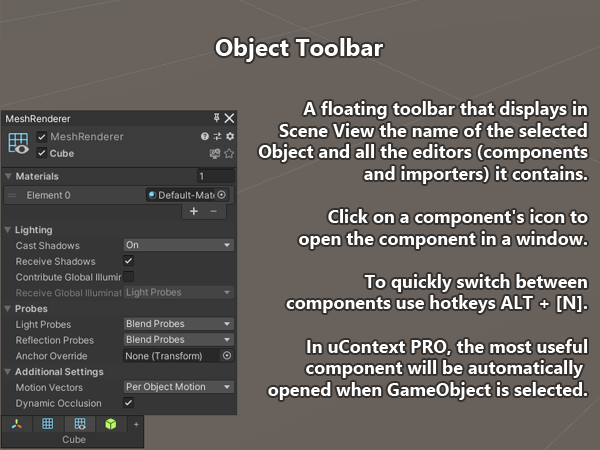 Object Toolbar
MeshRenderer
MeshRenderer
Cube
Materials 1
Element 0 Default-Mate
+ −
Lighting
Cast Shadows On
Receive Shadows
Contribute Global Illumin
Receive Global Illuminat Light Probes
Probes
Light Probes Blend Probes
Reflection Probes Blend Probes
Anchor Override None (Transform)
Additional Settings
Motion Vectors Per Object Motion
Dynamic Occlusion
+
Cube
A floating toolbar that displays in
Scene View the name of the selected
Object and all the editors (components
and importers) it contains.
Click on a component's icon to
open the component in a window.
To quickly switch between
components use hotkeys ALT + [N].
In uContext PRO, the most useful
component will be automatically
opened when GameObject is selected.